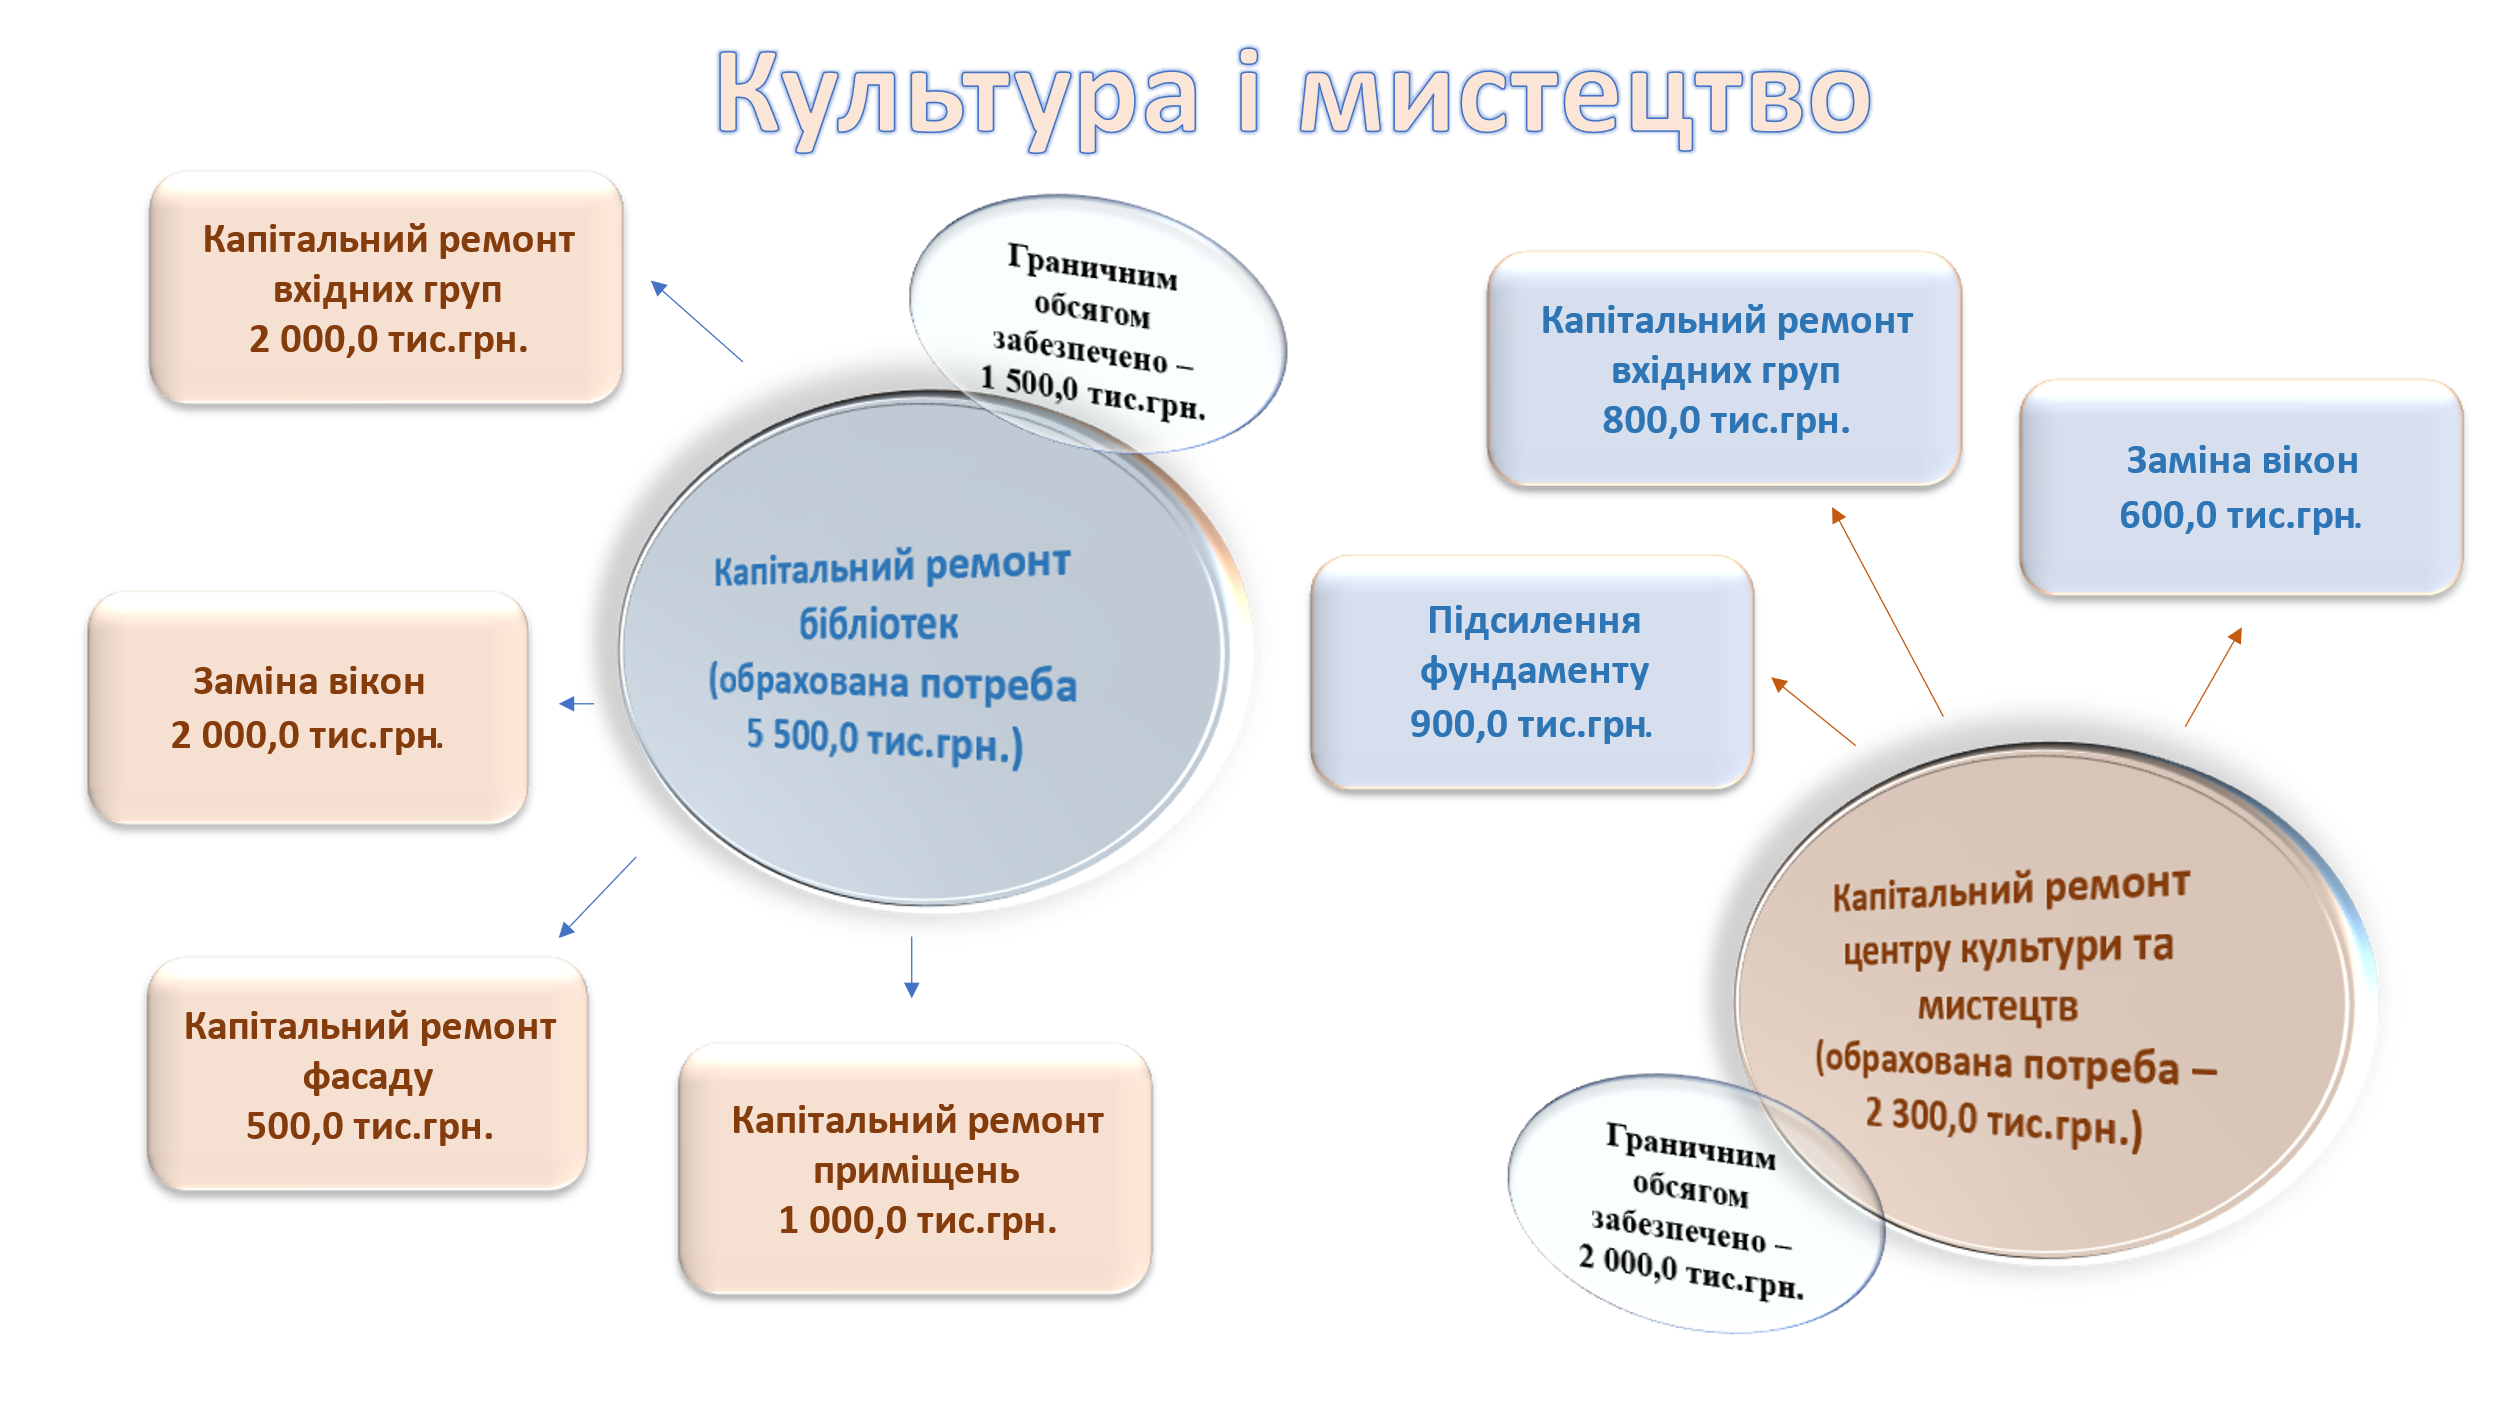 Культура і мистецтво
Капітальний ремонт
вхідних груп
2 000,0 тис.грн.
Граничним
обсягом
забезпечено –
1 500,0 тис.грн.
Капітальний ремонт
бібліотек
(обрахована потреба
5 500,0 тис.грн.)
Заміна вікон
2 000,0 тис.грн.
Капітальний ремонт
фасаду
500,0 тис.грн.
Капітальний ремонт
приміщень
1 000,0 тис.грн.
Капітальний ремонт
вхідних груп
800,0 тис.грн.
Заміна вікон
600,0 тис.грн.
Підсилення
фундаменту
900,0 тис.грн.
Капітальний ремонт
центру культури та
мистецтв
(обрахована потреба –
2 300,0 тис.грн.)
Граничним
обсягом
забезпечено –
2 000,0 тис.грн.